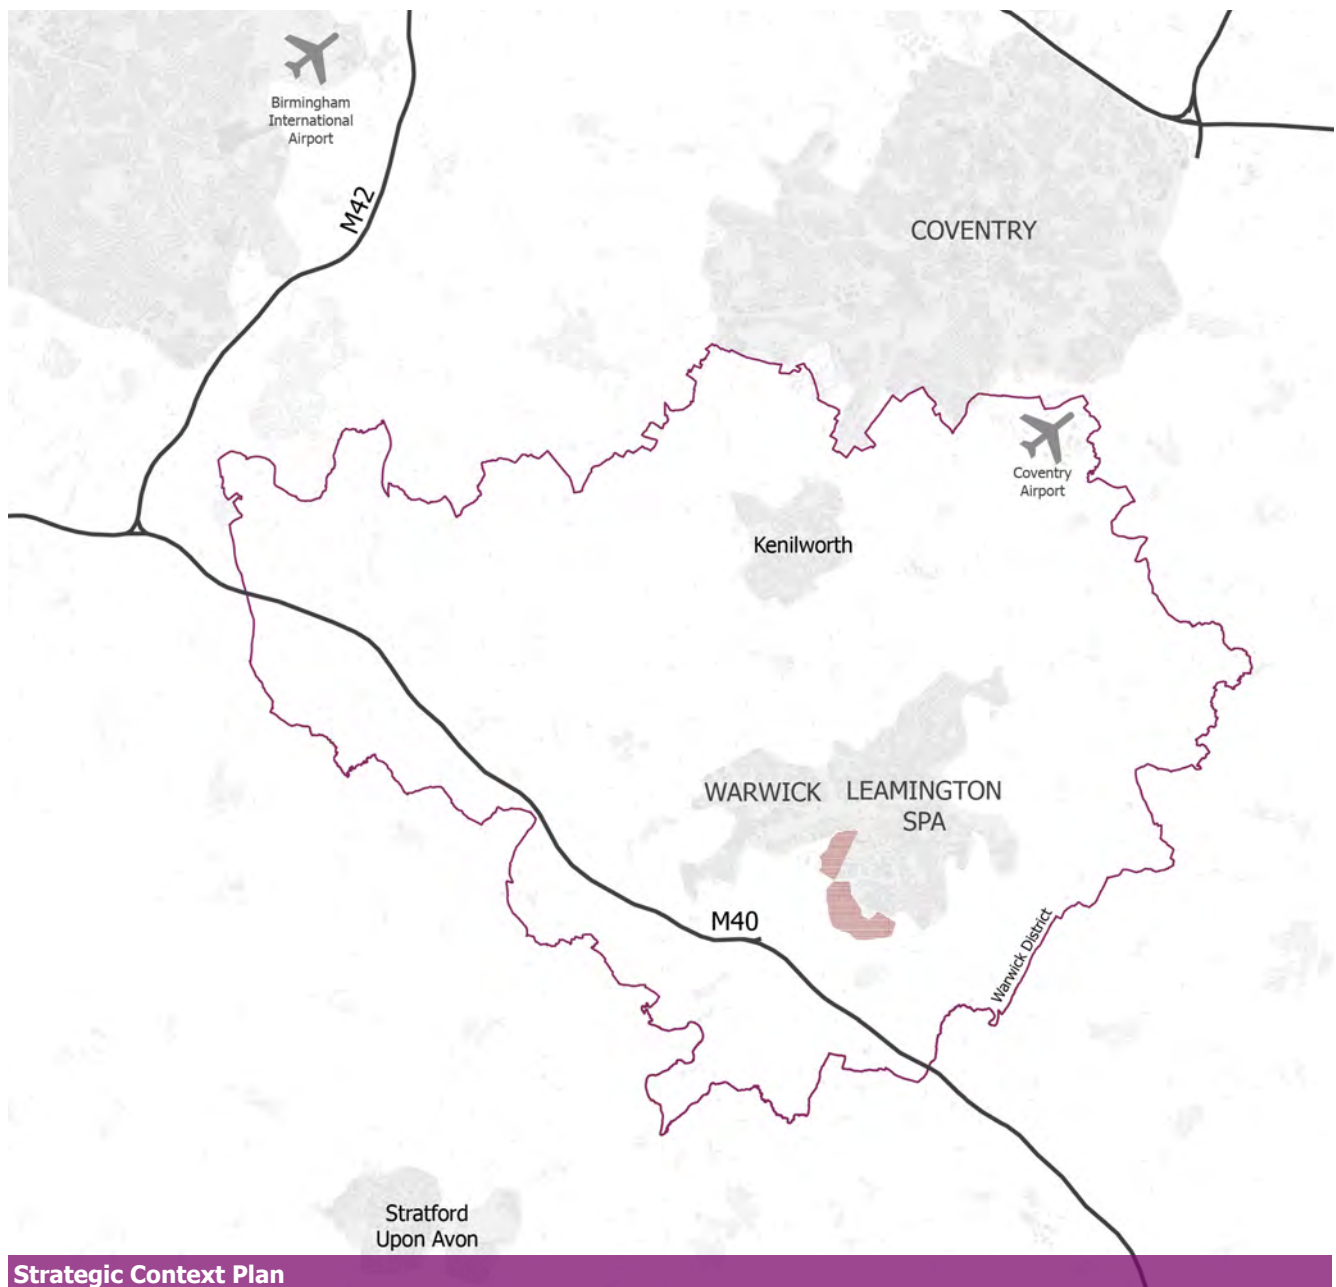 Birmingham
International
Airport
M42
COVENTRY
Coventry
Airport
Kenilworth
WARWICK
LEAMINGTON
SPA
M40
Warwick District
Stratford
Upon Avon
Strategic Context Plan